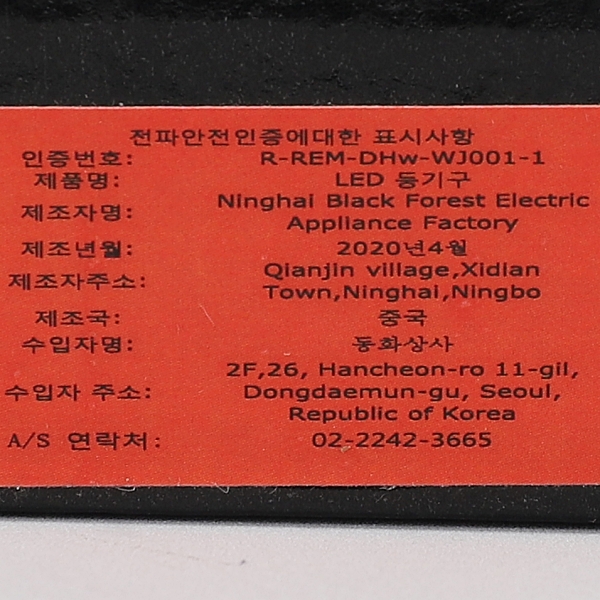 전파안전인증에대한 표시사항
인증번호: R-REM-DHw-WJ001-1
제품명: LED 등기구
제조자명: Ninghai Black Forest Electric
Appliance Factory
제조년월: 2020년4월
제조자주소: Qianjin village,Xidian
Town,Ninghai,Ningbo
제조국: 중국
수입자명: 동화상사
2F,26, Hancheon-ro 11-gil,
수입자 주소: Dongdaemun-gu, Seoul,
Republic of Korea
A/S 연락처: 02-2242-3665